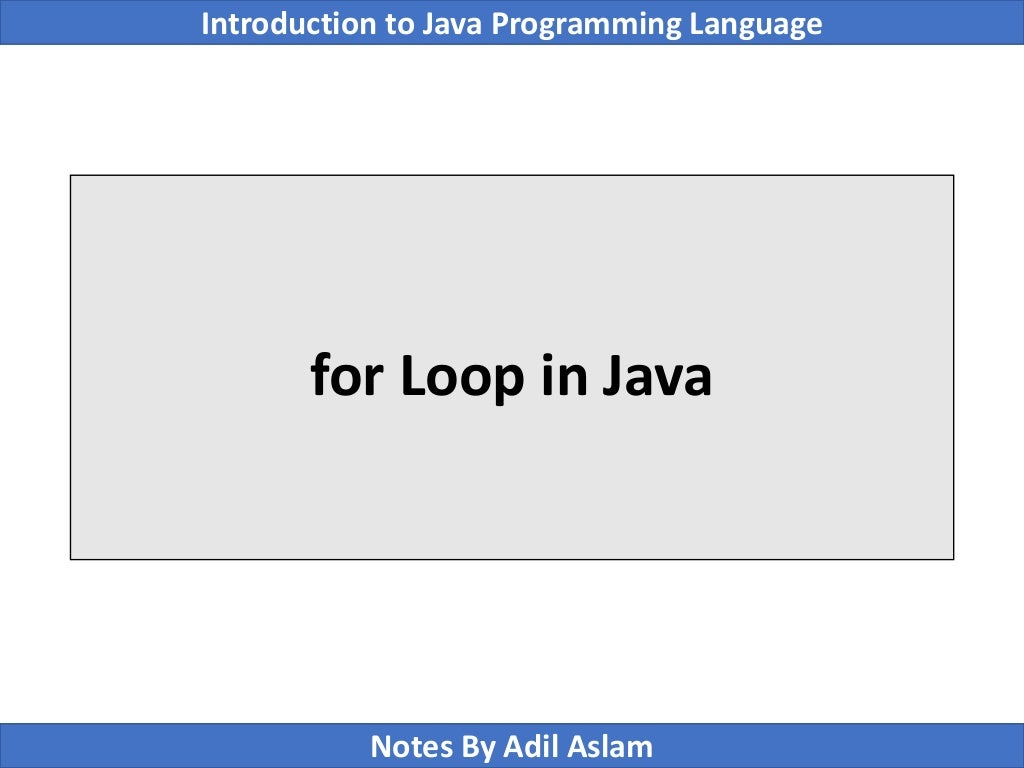 Introduction to Java Programming Language
for Loop in Java
Notes By Adil Aslam